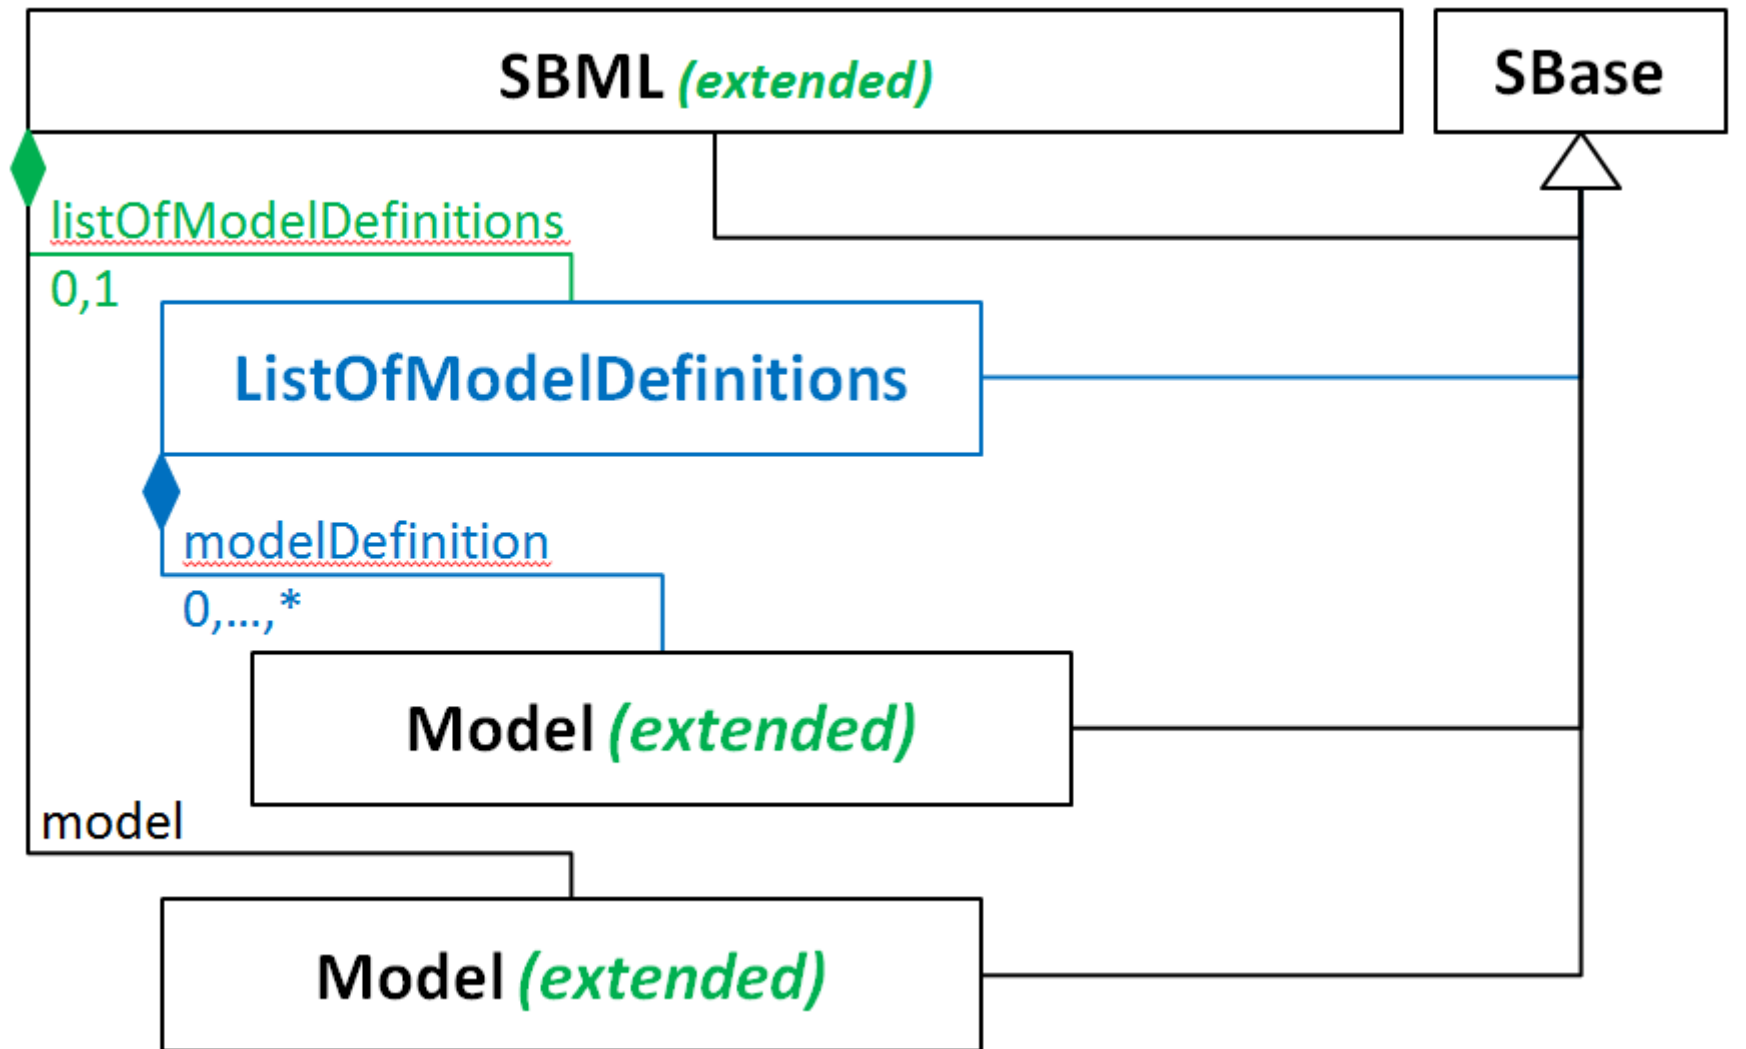 SBML (extended)
SBase
listOfModelDefinitions
0,1
ListOfModelDefinitions
modelDefinition
0,...,*
Model (extended)
model
Model (extended)